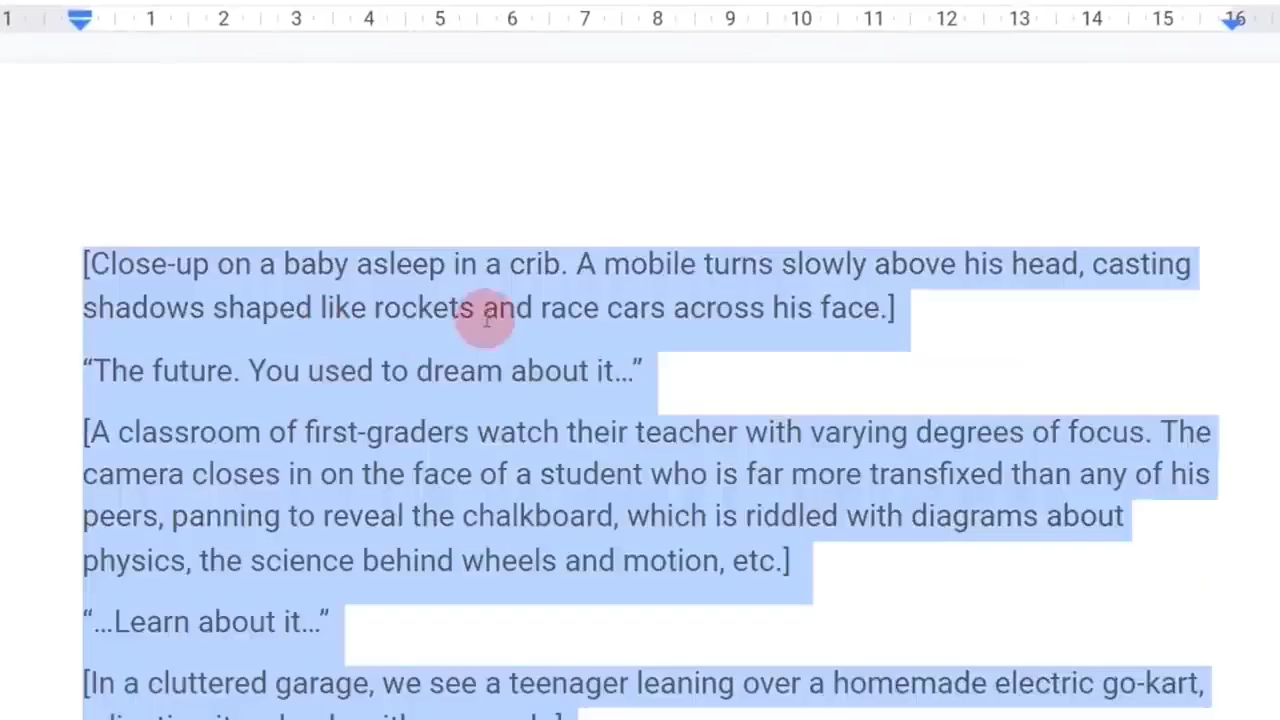 1 1 2 3 4 5 6 7 8 9 10 11 12 13 14 15 16
[Close-up on a baby asleep in a crib. A mobile turns slowly above his head, casting
shadows shaped like rockets and race cars across his face.]
“The future. You used to dream about it…”
[A classroom of first-graders watch their teacher with varying degrees of focus. The
camera closes in on the face of a student who is far more transfixed than any of his
peers, panning to reveal the chalkboard, which is riddled with diagrams about
physics, the science behind wheels and motion, etc.]
“…Learn about it…”
[In a cluttered garage, we see a teenager leaning over a homemade electric go-kart,